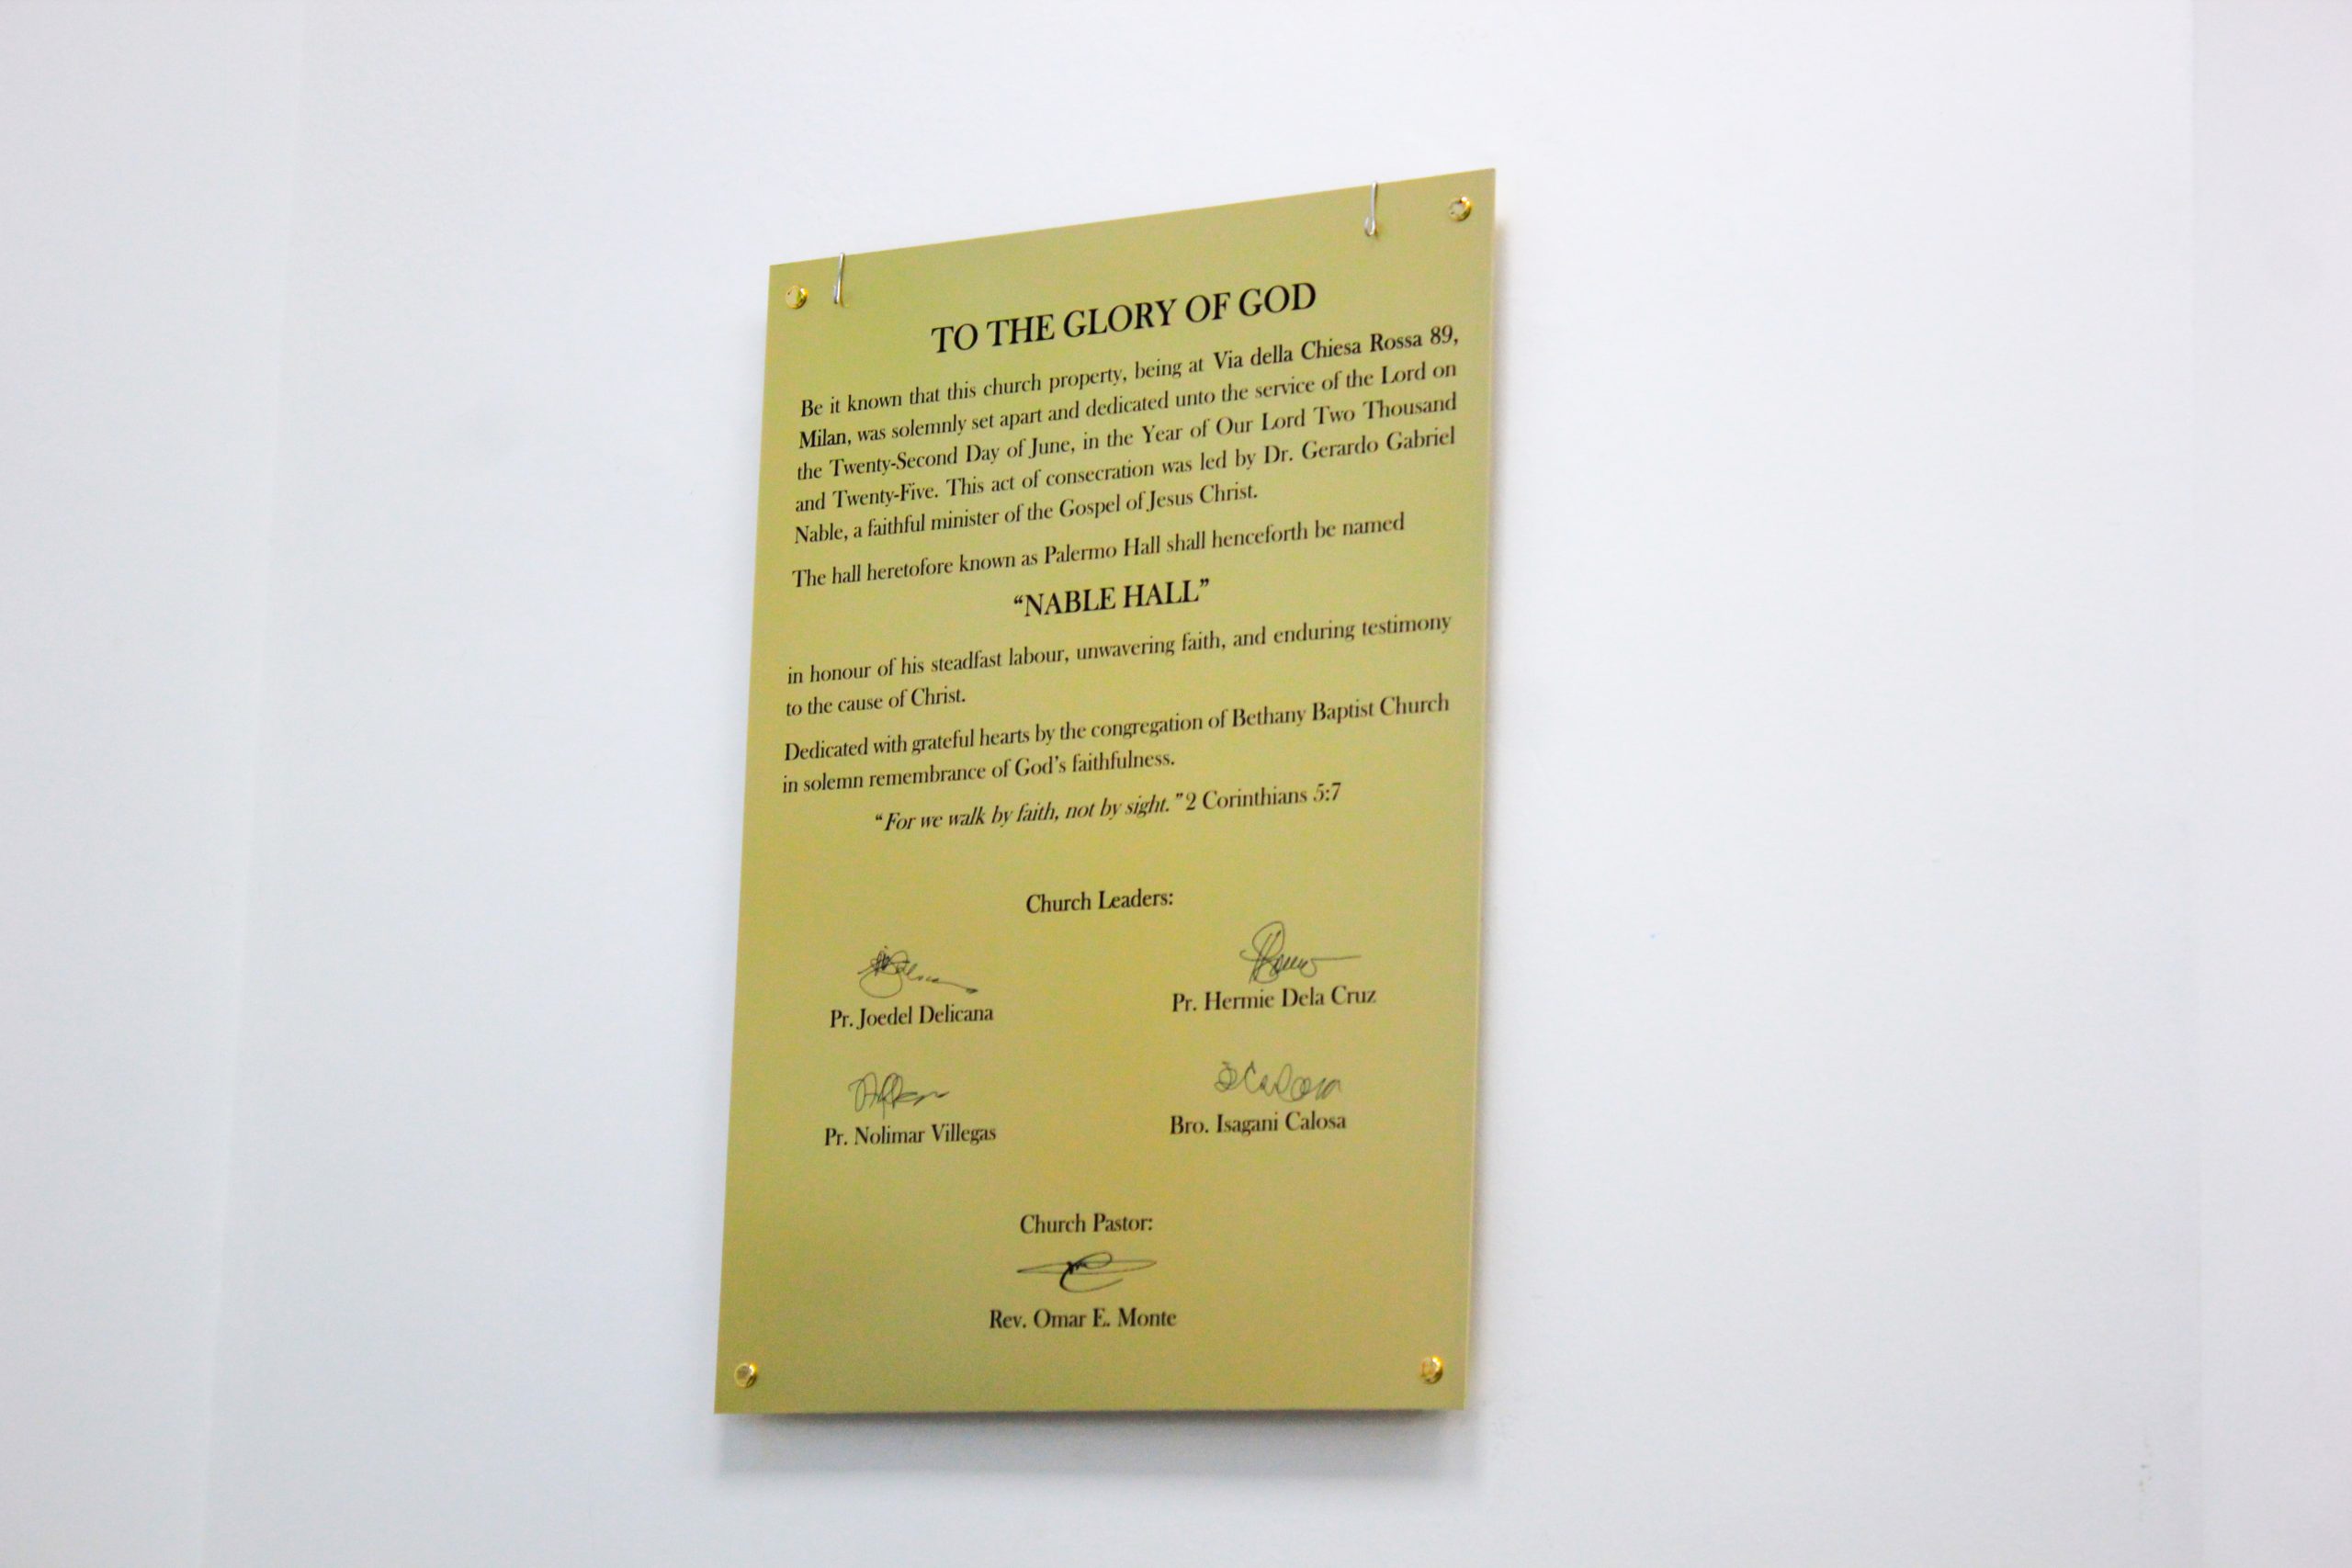 TO THE GLORY OF GOD
Be it known that this church property, being at Via della Chiesa Rossa 89,
Milan, was solemnly set apart and dedicated unto the service of the Lord on
the Twenty-Second Day of June, in the Year of Our Lord Two Thousand
and Twenty-Five. This act of consecration was led by Dr. Gerardo Gabriel
Nable, a faithful minister of the Gospel of Jesus Christ.
The hall heretofore known as Palermo Hall shall henceforth be named
“NABLE HALL”
in honour of his steadfast labour, unwavering faith, and enduring testimony
to the cause of Christ.
Dedicated with grateful hearts by the congregation of Bethany Baptist Church
in solemn remembrance of God’s faithfulness.
“For we walk by faith, not by sight.” 2 Corinthians 5:7
Church Leaders:
Pr. Joedel Delicana
Pr. Hermie Dela Cruz
Pr. Nolimar Villegas
Bro. Isagani Calosa
Church Pastor:
Rev. Omar E. Monte